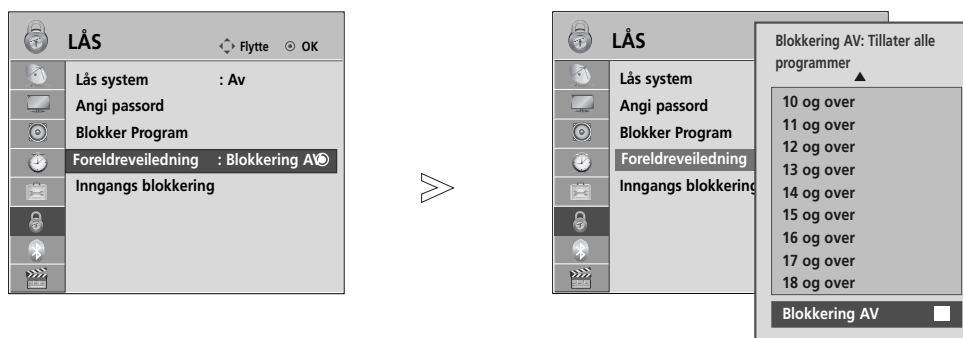 LÅS
Flytte OK
Lås system : Av
Angi passord
Blokker Program
Foreldreveiledning : Blokkering AV
Inngangs blokkering
LÅS
Lås system
Angi passord
Blokker Program
Foreldreveiledning
Inngangs blokkering
Blokkering AV: Tillater alle
programmer
10 og over
11 og over
12 og over
13 og over
14 og over
15 og over
16 og over
17 og over
18 og over
Blokkering AV